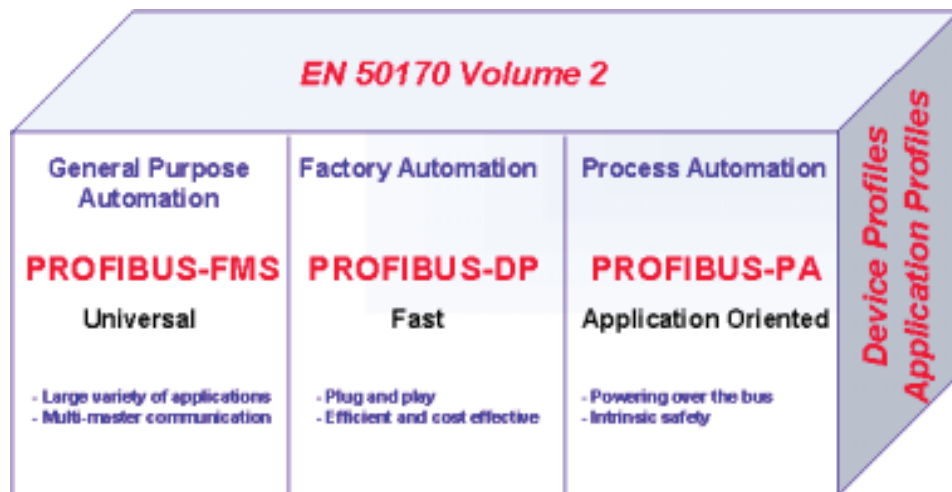 EN 50170 Volume 2
General Purpose
Automation
PROFIBUS-FMS
Universal
- Large variety of applications
- Multi-master communication
Factory Automation
PROFIBUS-DP
Fast
- Plug and play
- Efficient and cost effective
Process Automation
PROFIBUS-PA
Application Oriented
- Powering over the bus
- Intrinsic safety
Device Profiles
Application Profiles